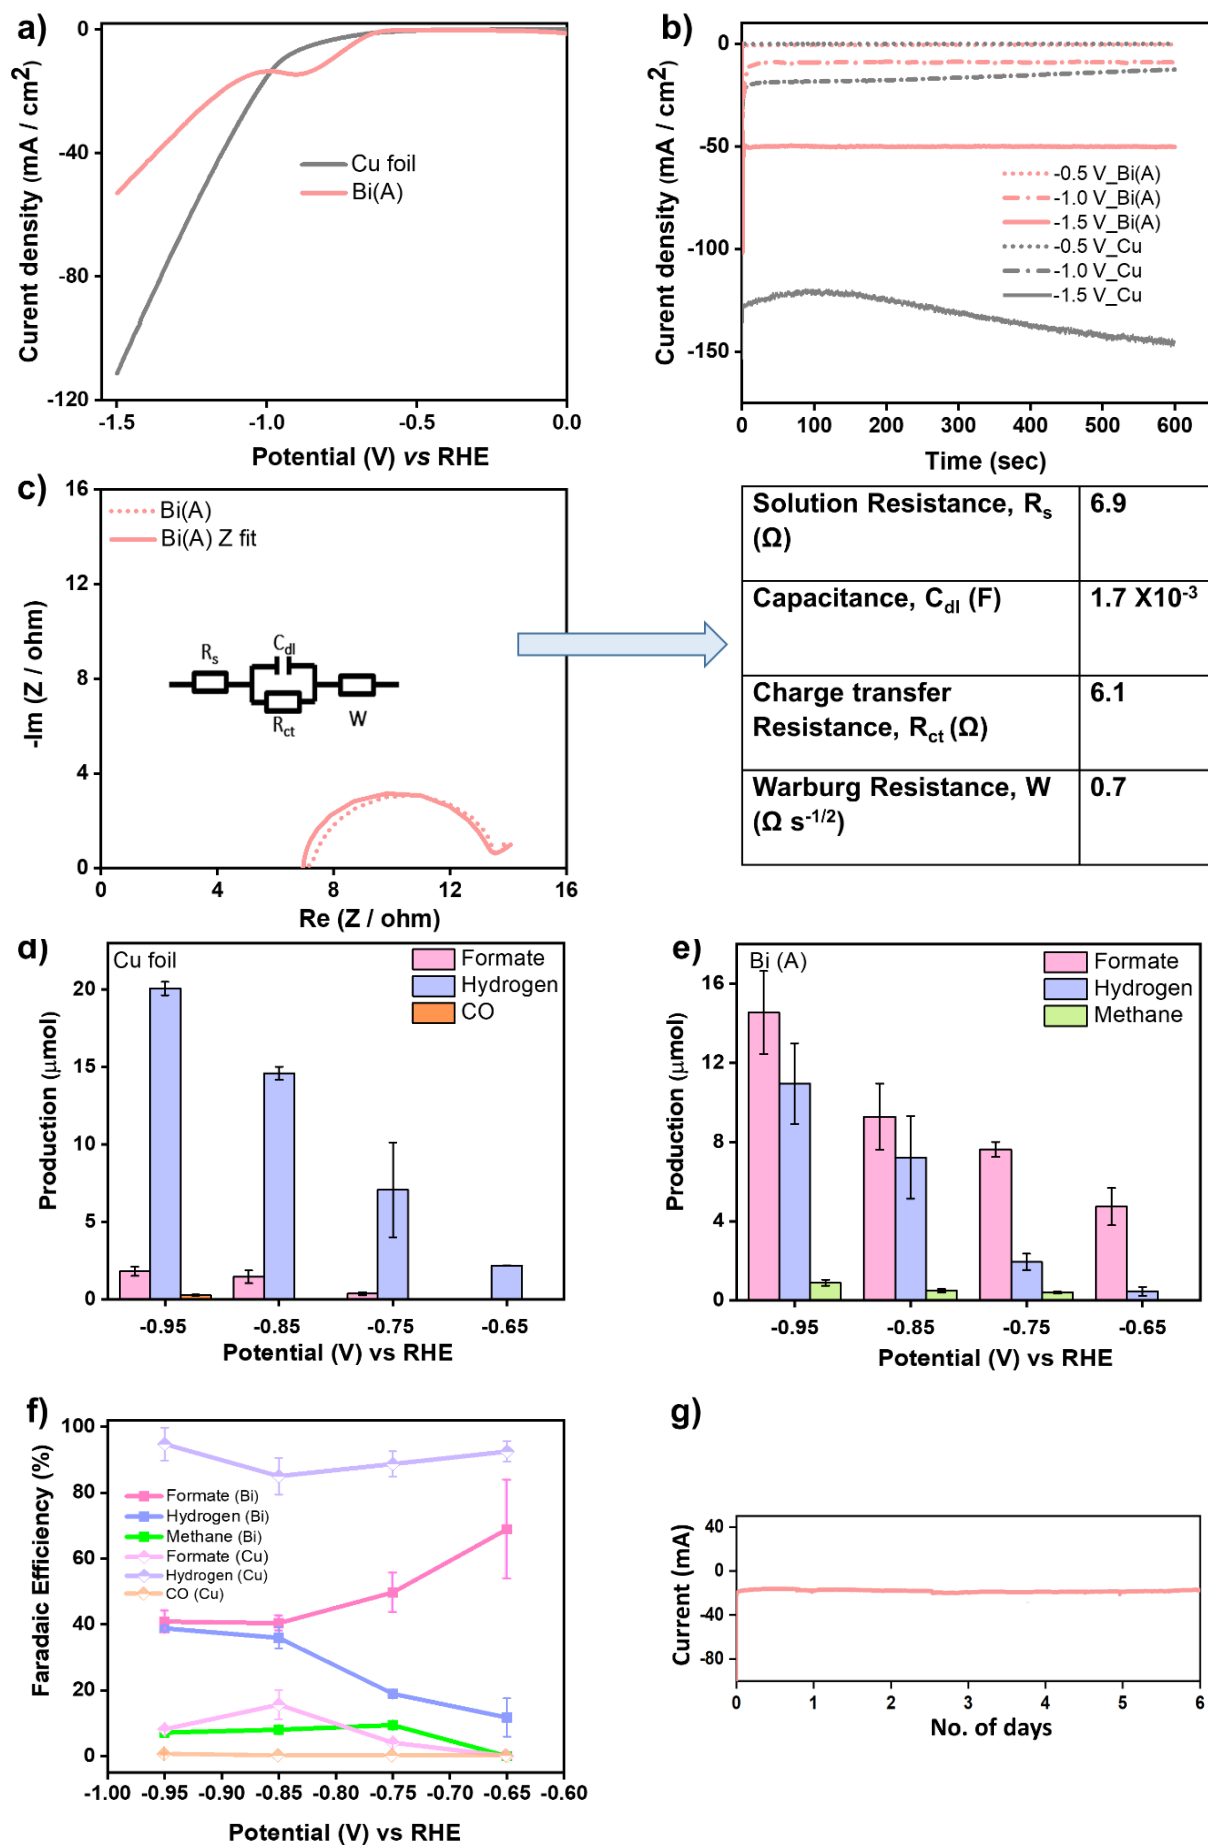 a)
0
-40
-80
-120
Curent density (mA / cm2)
Cu foil
Bi(A)
-1.5
-1.0
-0.5
0.0
Potential (V) vs RHE
b)
0
-50
-100
-150
Curent density (mA / cm2)
-0.5 V_Bi(A)
-1.0 V_Bi(A)
-1.5 V_Bi(A)
-0.5 V_Cu
-1.0 V_Cu
-1.5 V_Cu
0
100
200
300
400
500
600
Time (sec)
c)
16
12
8
4
0
-Im (Z / ohm)
Bi(A)
Bi(A) Z fit
Rs
Cdl
Rct
W
0
4
8
12
16
Re (Z / ohm)
Solution Resistance, Rs
(Ω)
6.9
Capacitance, Cdl (F)
1.7 X10-3
Charge transfer
Resistance, Rct (Ω)
6.1
Warburg Resistance, W
(Ω s-1/2)
0.7
d)
Cu foil
Formate
Hydrogen
CO
20
15
10
5
0
Production (μmol)
-0.95
-0.85
-0.75
-0.65
Potential (V) vs RHE
e)
Bi (A)
Formate
Hydrogen
Methane
16
12
8
4
0
Production (μmol)
-0.95
-0.85
-0.75
-0.65
Potential (V) vs RHE
f)
100
80
60
40
20
0
Faradaic Efficiency (%)
Formate (Bi)
Hydrogen (Bi)
Methane (Bi)
Formate (Cu)
Hydrogen (Cu)
CO (Cu)
-1.00
-0.95
-0.90
-0.85
-0.80
-0.75
-0.70
-0.65
-0.60
Potential (V) vs RHE
g)
40
0
-40
-80
Current (mA)
0
1
2
3
4
5
6
No. of days